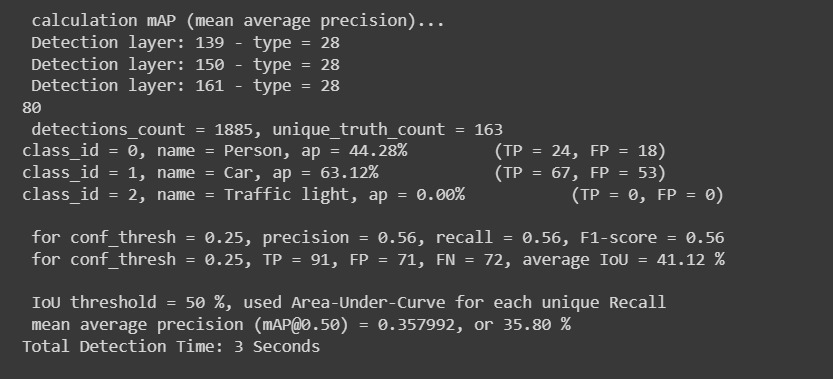 calculation mAP (mean average precision)...
Detection layer: 139 - type = 28
Detection layer: 150 - type = 28
Detection layer: 161 - type = 28
80
detections_count = 1885, unique_truth_count = 163
class_id = 0, name = Person, ap = 44.28% (TP = 24, FP = 18)
class_id = 1, name = Car, ap = 63.12% (TP = 67, FP = 53)
class_id = 2, name = Traffic light, ap = 0.00% (TP = 0, FP = 0)
for conf_thresh = 0.25, precision = 0.56, recall = 0.56, F1-score = 0.56
for conf_thresh = 0.25, TP = 91, FP = 71, FN = 72, average IoU = 41.12 %
IoU threshold = 50 %, used Area-Under-Curve for each unique Recall
mean average precision (mAP@0.50) = 0.357992, or 35.80 %
Total Detection Time: 3 Seconds